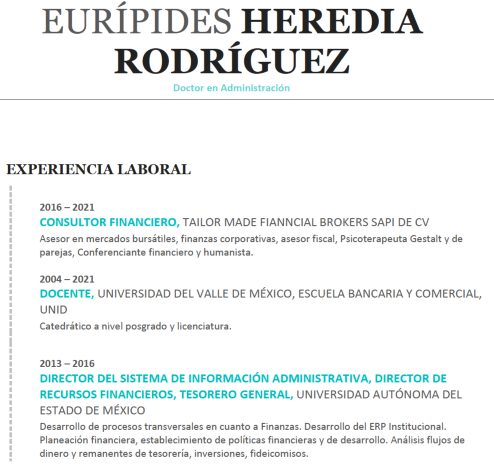 EURÍPIDES HEREDIA
RODRÍGUEZ
Doctor en Administración
EXPERIENCIA LABORAL
2016 – 2021
CONSULTOR FINANCIERO, TAILOR MADE FIANNCIAL BROKERS SAPI DE CV
Asesor en mercados bursátiles, finanzas corporativas, asesor fiscal, Psicoterapeuta Gestalt y de
parejas, Conferenciante financiero y humanista.
2004 – 2021
DOCENTE, UNIVERSIDAD DEL VALLE DE MÉXICO, ESCUELA BANCARIA Y COMERCIAL,
UNID
Catedrático a nivel posgrado y licenciatura.
2013 – 2016
DIRECTOR DEL SISTEMA DE INFORMACIÓN ADMINISTRATIVA, DIRECTOR DE
RECURSOS FINANCIEROS, TESORERO GENERAL, UNIVERSIDAD AUTÓNOMA DEL
ESTADO DE MÉXICO
Desarrollo de procesos transversales en cuanto a Finanzas. Desarrollo del ERP Institucional.
Planeación financiera, establecimiento de políticas financieras y de desarrollo. Análisis flujos de
dinero y remanentes de tesorería, inversiones, fideicomisos.